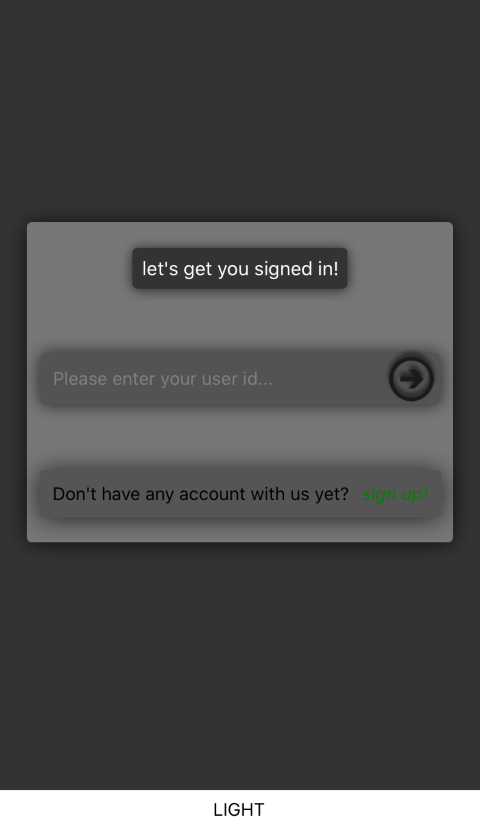 let's get you signed in!
Please enter your user id...
Don't have any account with us yet? sign up!
LIGHT